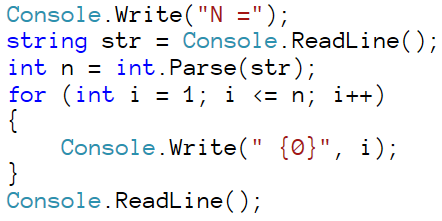 Console.Write("N =");
string str = Console.ReadLine();
int n = int.Parse(str);
for (int i = 1; i <= n; i++)
{
    Console.Write(" {0}", i);
}
Console.ReadLine();